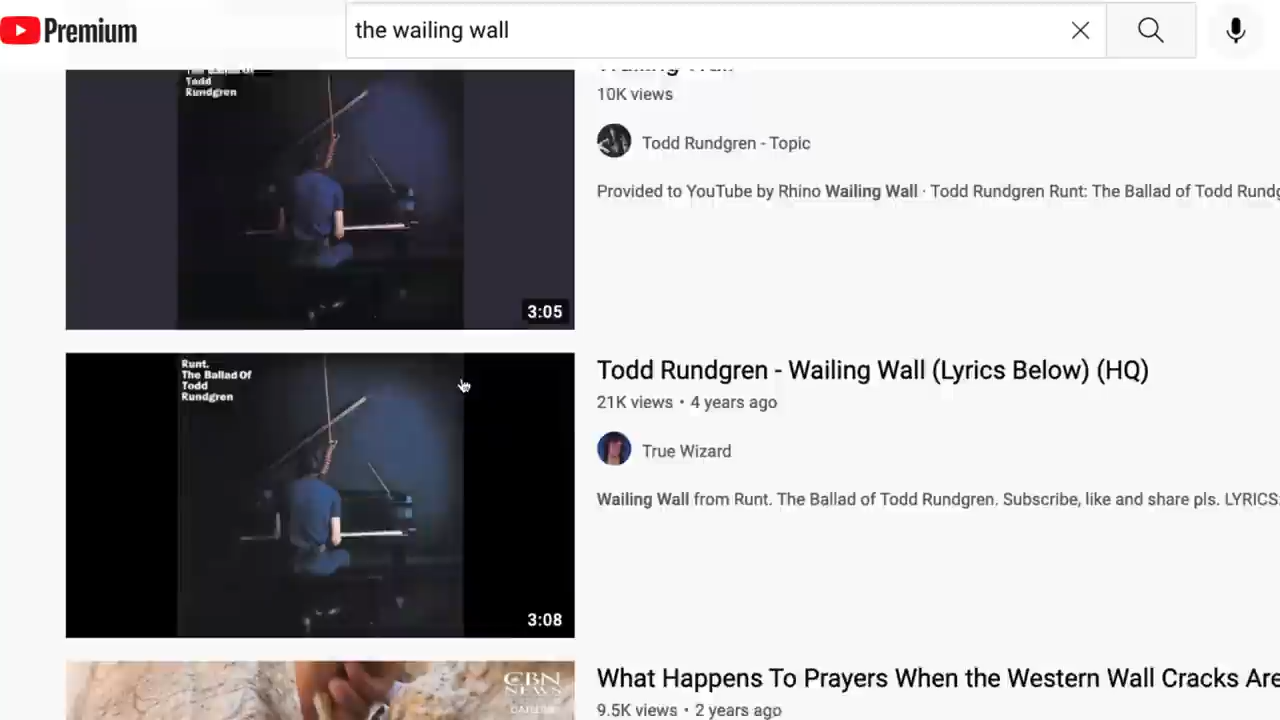 Premium
the wailing wall
Todd
Rundgren
3:05
Wailing Wall
10K views
Todd Rundgren - Topic
Provided to YouTube by Rhino Wailing Wall · Todd Rundgren Runt: The Ballad of Todd Rundg
Runt.
The Ballad Of
Todd
Rundgren
3:08
Todd Rundgren - Wailing Wall (Lyrics Below) (HQ)
21K views • 4 years ago
True Wizard
Wailing Wall from Runt. The Ballad of Todd Rundgren. Subscribe, like and share pls. LYRICS:
CBN
NEWS
What Happens To Prayers When the Western Wall Cracks Are
9.5K views • 2 years ago